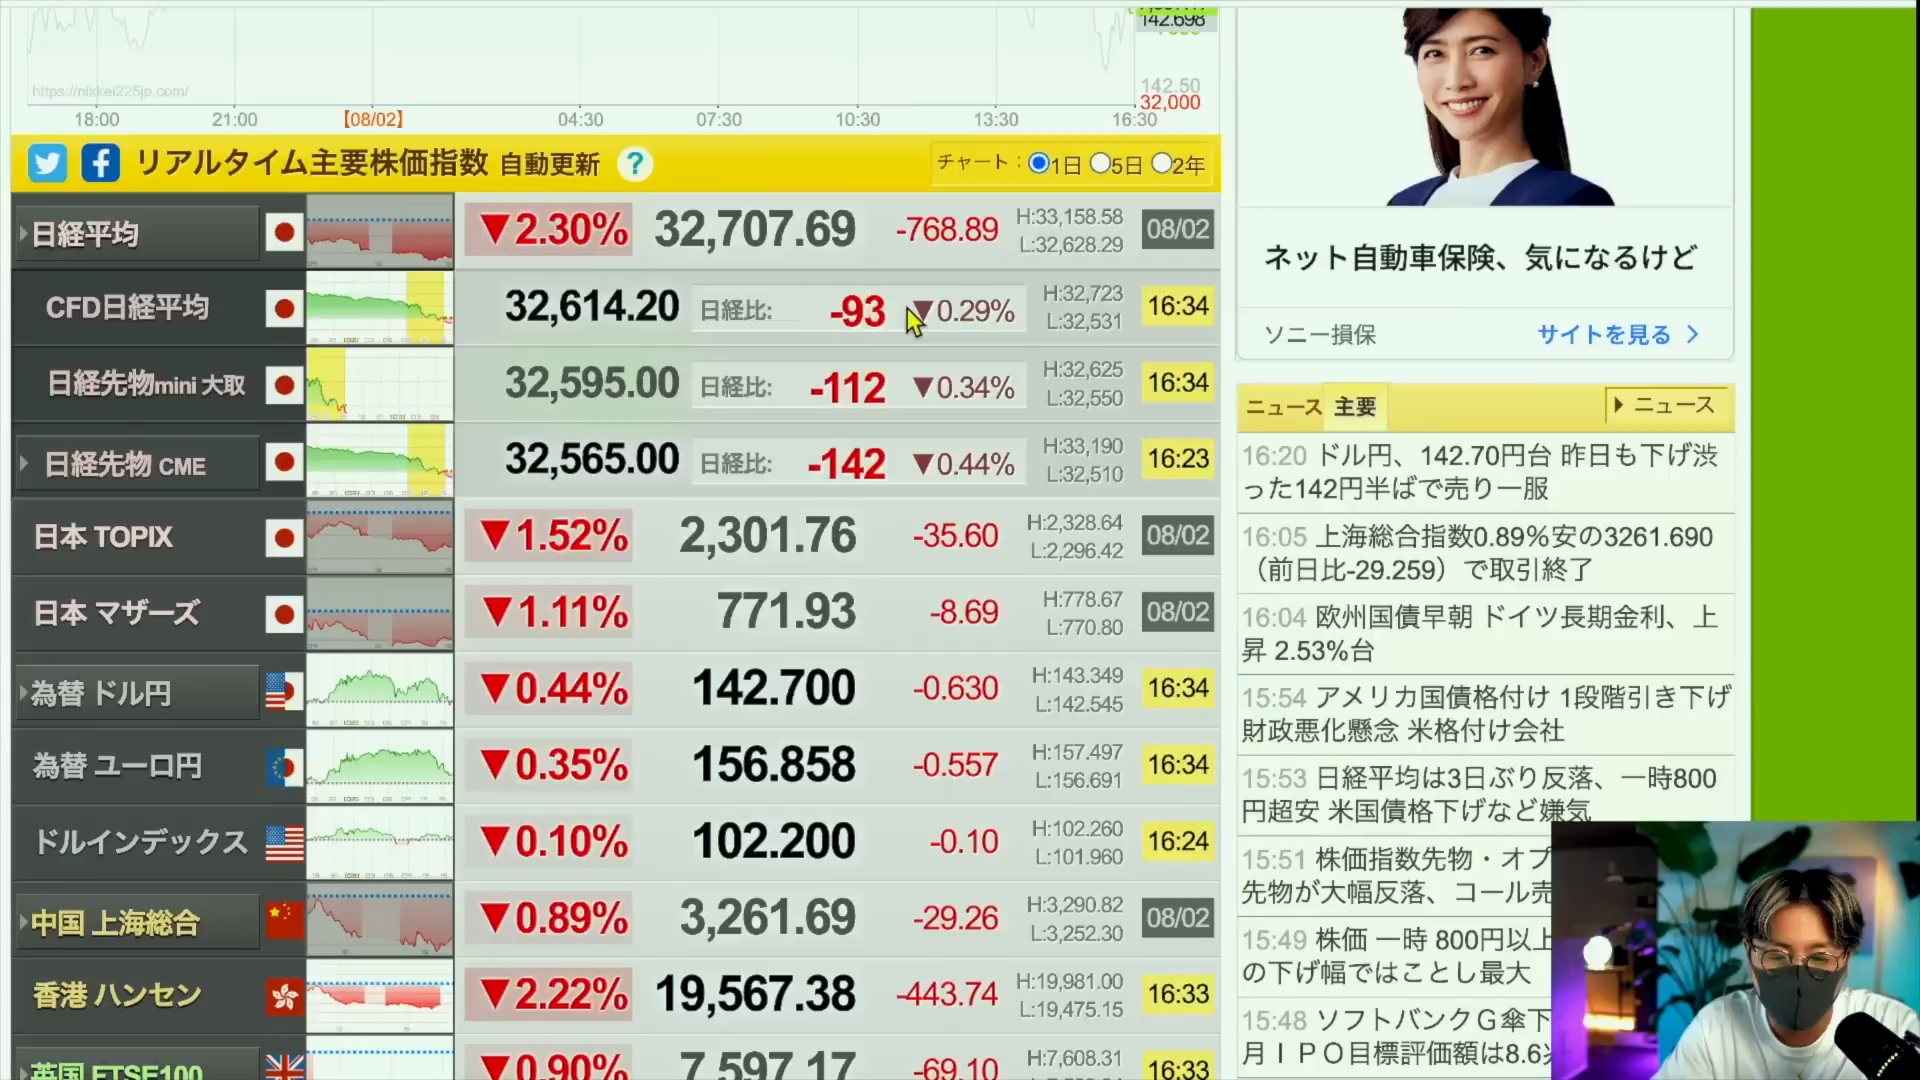 142.698
https://nikkei225jp.com/
142.50
32,000
18:00 21:00 【08/02】 04:30 07:30 10:30 13:30 16:30
リアルタイム主要株価指数 自動更新 ? チャート: 1日 5日 2年
日経平均 ▼2.30% 32,707.69 -768.89 H:33,158.58 L:32,628.29 08/02
CFD日経平均 32,614.20 日経比: -93 ▼0.29% H:32,723 L:32,531 16:34
日経先物mini 大取 32,595.00 日経比: -112 ▼0.34% H:32,625 L:32,550 16:34
日経先物 CME 32,565.00 日経比: -142 ▼0.44% H:33,190 L:32,510 16:23
日本 TOPIX ▼1.52% 2,301.76 -35.60 H:2,328.64 L:2,296.42 08/02
日本 マザーズ ▼1.11% 771.93 -8.69 H:778.67 L:770.80 08/02
為替 ドル円 ▼0.44% 142.700 -0.630 H:143.349 L:142.545 16:34
為替 ユーロ円 ▼0.35% 156.858 -0.557 H:157.497 L:156.691 16:34
ドルインデックス ▼0.10% 102.200 -0.10 H:102.260 L:101.960 16:24
中国 上海総合 ▼0.89% 3,261.69 -29.26 H:3,290.82 L:3,252.30 08/02
香港 ハンセン ▼2.22% 19,567.38 -443.74 H:19,981.00 L:19,475.15 16:33
英国 FTSE100 ▼0.90% 7,597.17 -69.10 H:7,608.31 16:33
ネット自動車保険、気になるけど
ソニー損保 サイトを見る
ニュース 主要 ニュース
16:20 ドル円、142.70円台 昨日も下げ渋
った142円半ばで売り一服
16:05 上海総合指数0.89%安の3261.690
（前日比-29.259）で取引終了
16:04 欧州国債早朝 ドイツ長期金利、上
昇 2.53%台
15:54 アメリカ国債格付け 1段階引き下げ
財政悪化懸念 米格付け会社
15:53 日経平均は3日ぶり反落、一時800
円超安 米国債格下げなど嫌気
15:51 株価指数先物・オプ
先物が大幅反落、コール売
15:49 株価 一時 800円以上
の下げ幅ではことし最大
15:48 ソフトバンクＧ傘下
月ＩＰＯ目標評価額は8.6